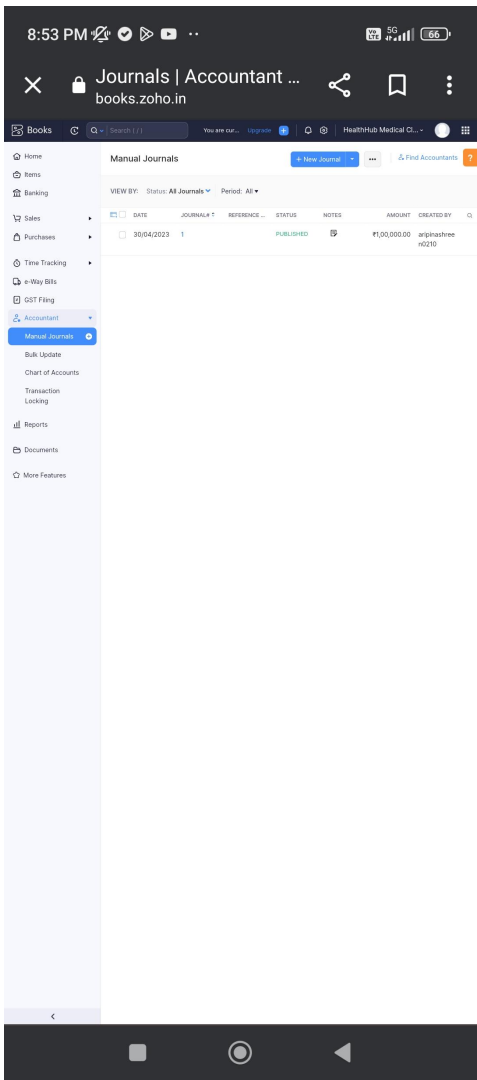 8:53 PM
Vo LTE 5G 66
Journals | Accountant ...
books.zoho.in
Books Search ( / ) You are cur... Upgrade HealthHub Medical Cl...
Home
Items
Banking
Sales
Purchases
Time Tracking
e-Way Bills
GST Filing
Accountant
Manual Journals
Bulk Update
Chart of Accounts
Transaction
Locking
Reports
Documents
More Features
Manual Journals + New Journal Find Accountants ?
VIEW BY: Status: All Journals Period: All
DATE JOURNAL# REFERENCE ... STATUS NOTES AMOUNT CREATED BY
30/04/2023 1 PUBLISHED ₹1,00,000.00 aripinashree
n0210